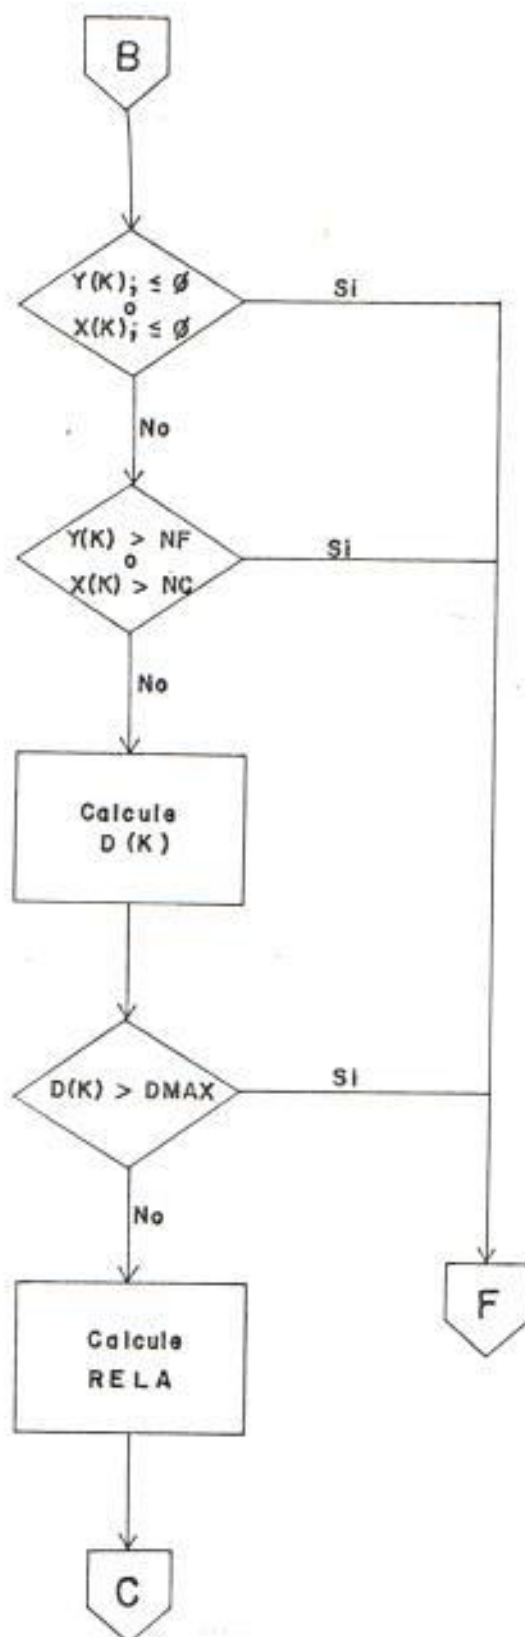 B
Y(K); ≤ Ø
o
X(K); ≤ Ø
Si
No
Y(K) > NF
o
X(K) > NC
Si
No
Calcule
D (K)
D(K) > DMAX
Si
No
F
Calcule
RELA
C